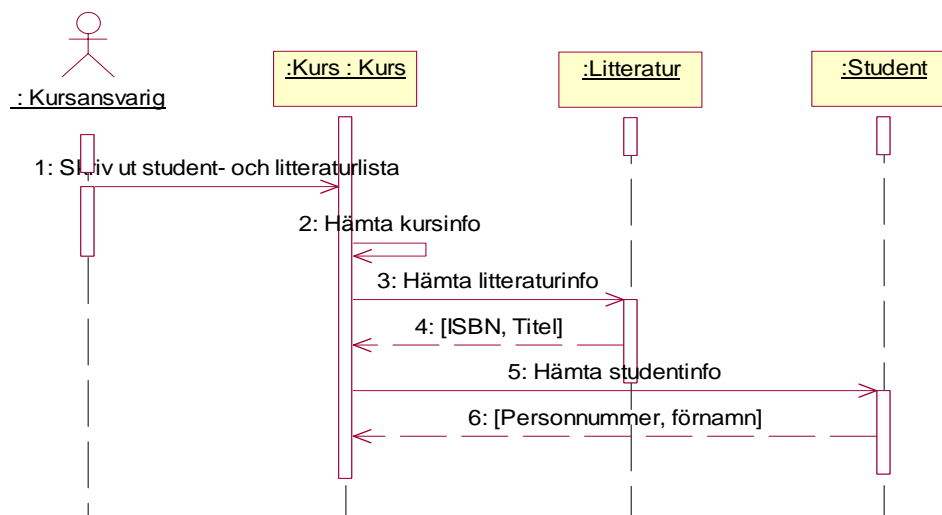 : Kursansvarig
:Kurs : Kurs
:Litteratur
:Student
1: Skriv ut student- och litteraturlista
2: Hämta kursinfo
3: Hämta litteraturinfo
4: [ISBN, Titel]
5: Hämta studentinfo
6: [Personnummer, förnamn]